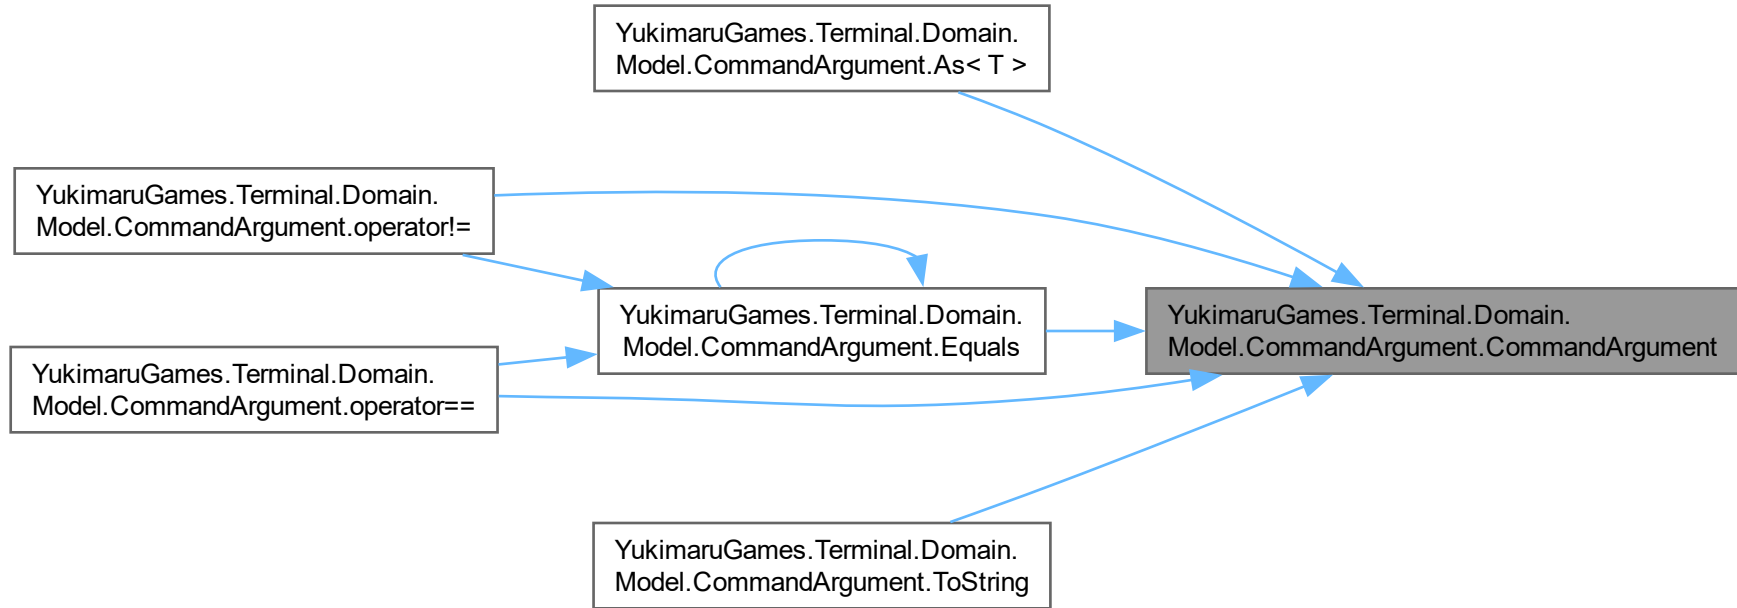 YukimaruGames.Terminal.Domain.
Model.CommandArgument.As< T >
YukimaruGames.Terminal.Domain.
Model.CommandArgument.operator!=
YukimaruGames.Terminal.Domain.
Model.CommandArgument.Equals
YukimaruGames.Terminal.Domain.
Model.CommandArgument.CommandArgument
YukimaruGames.Terminal.Domain.
Model.CommandArgument.operator==
YukimaruGames.Terminal.Domain.
Model.CommandArgument.ToString